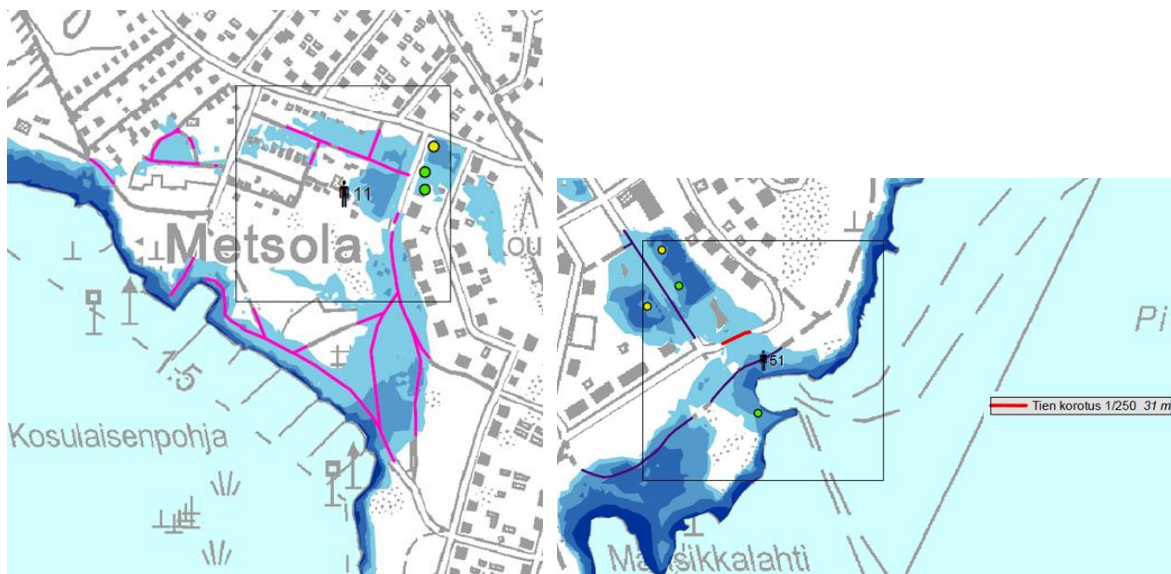 11
Metsola
ou
1.5
Kosulaisenpohja
Pi
51
Tien korotus 1/250 31 m
Mansikkalahti